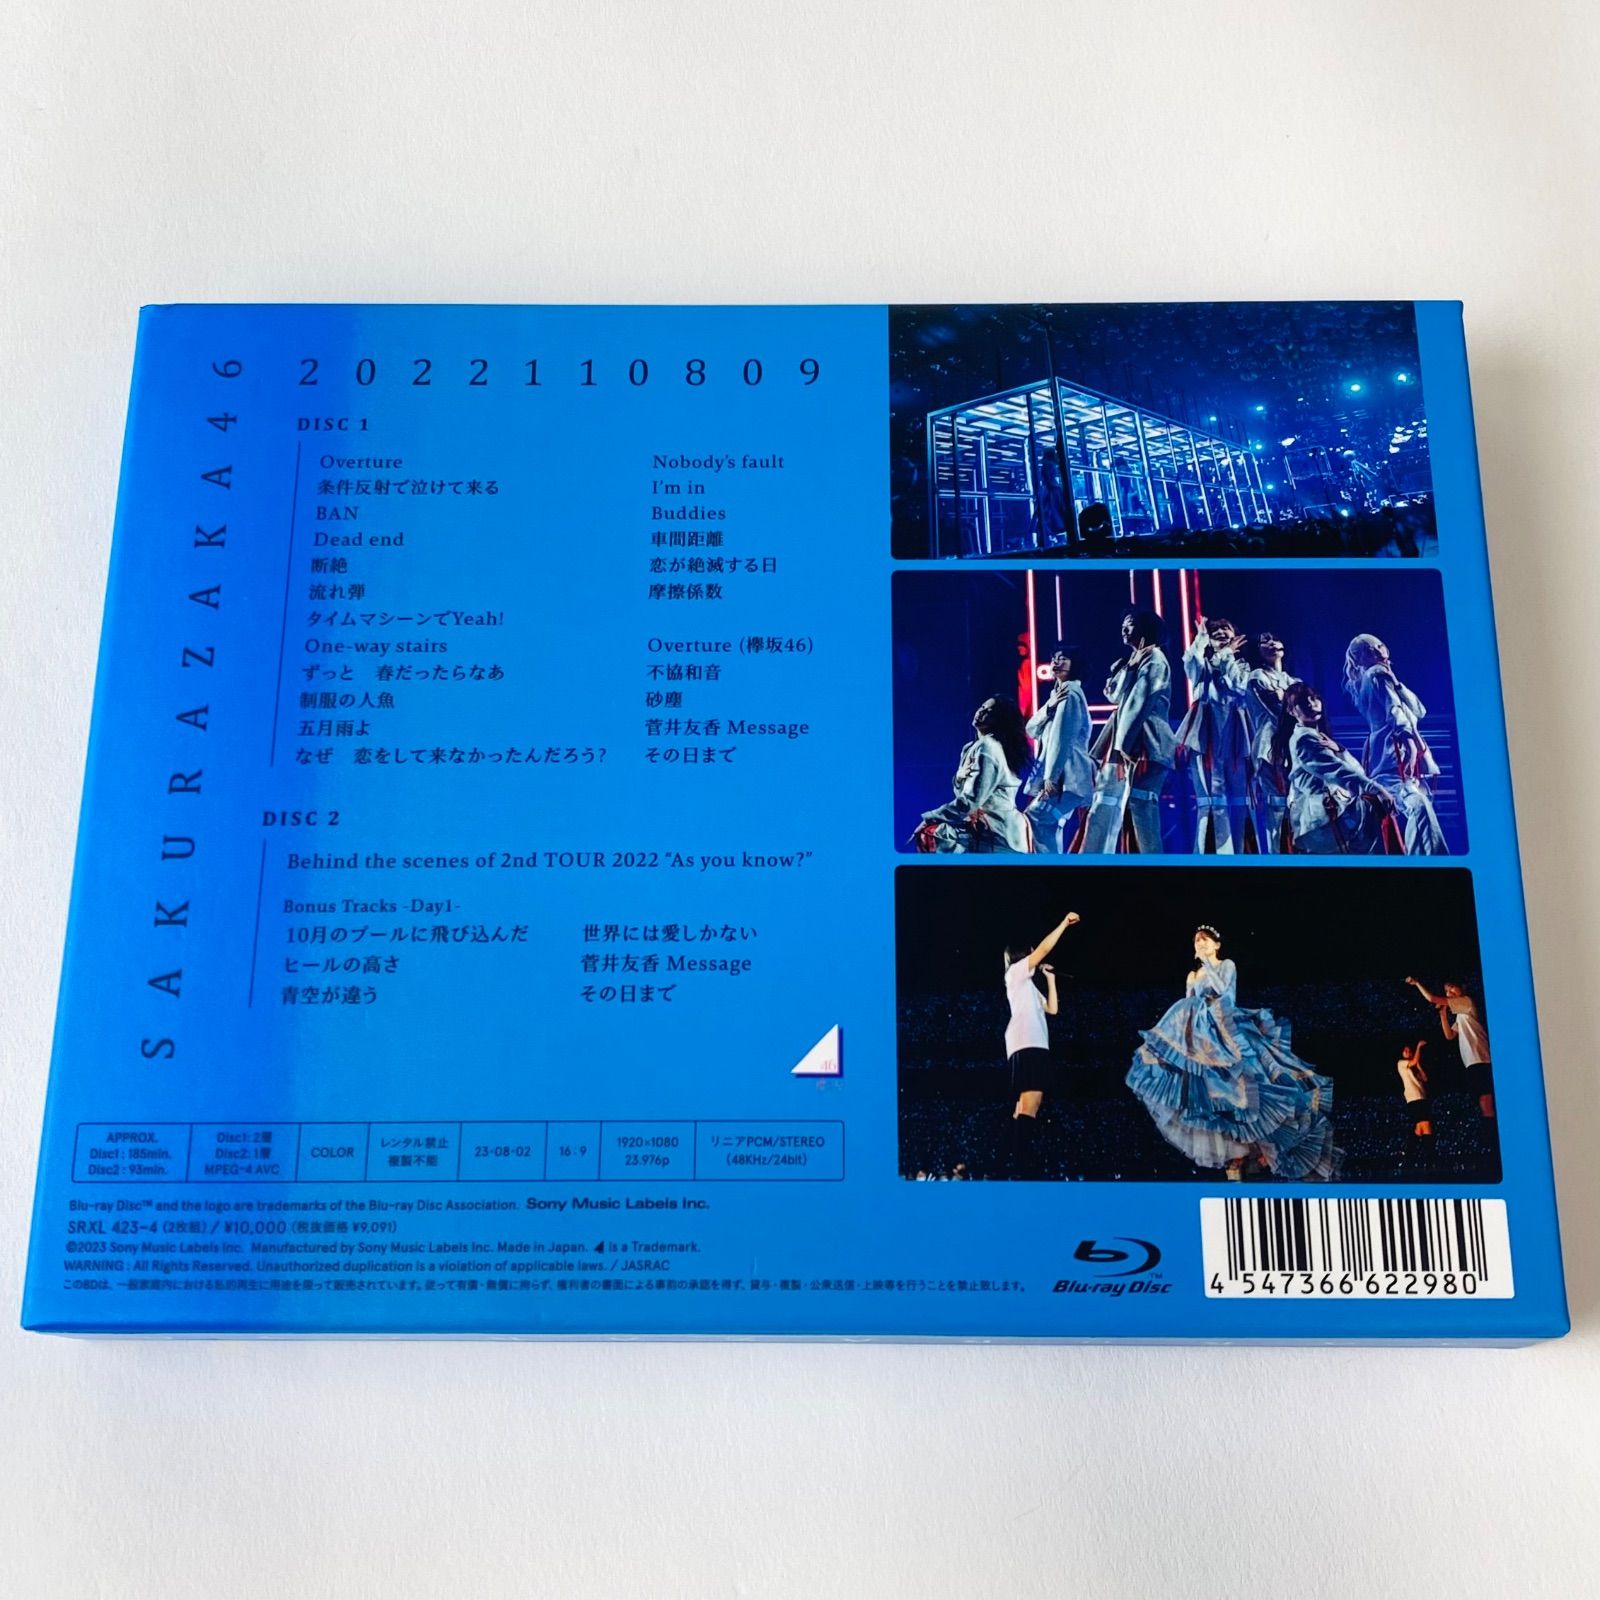 SAKURAZAKA46
2022110809
DISC 1
Overture
条件反射で泣けて来る
BAN
Dead end
断絶
流れ弾
タイムマシーンでYeah!
One-way stairs
ずっと 春だったらなあ
制服の人魚
五月雨よ
なぜ 恋をして来なかったんだろう?
Nobody's fault
I'm in
Buddies
車間距離
恋が絶滅する日
摩擦係数
Overture (欅坂46)
不協和音
砂塵
菅井友香 Message
その日まで
DISC 2
Behind the scenes of 2nd TOUR 2022 “As you know?”
Bonus Tracks -Day1-
10月のプールに飛び込んだ
ヒールの高さ
青空が違う
世界には愛しかない
菅井友香 Message
その日まで
46
APPROX.
Disc1 : 185min.
Disc2 : 93min.
Disc1: 2層
Disc2: 1層
MPEG-4 AVC
COLOR
レンタル禁止
複製不能
23-08-02
16:9
1920×1080
23.976p
リニアPCM/STEREO
(48KHz/24bit)
Blu-ray Disc™ and the logo are trademarks of the Blu-ray Disc Association. Sony Music Labels Inc.
SRXL 423-4 (2枚組) / ¥10,000 (税抜価格 ¥9,091)
©2023 Sony Music Labels Inc. Manufactured by Sony Music Labels Inc. Made in Japan. is a Trademark.
WARNING : All Rights Reserved. Unauthorized duplication is a violation of applicable laws. / JASRAC
このBDは、一般家庭内における私的再生に用途を限って販売されています。従って有償・無償に拘らず、権利者の書面による事前の承諾を得ず、貸与・複製・公衆送信・上映等を行うことを禁止致します。
Blu-ray Disc™
4 547366 622980